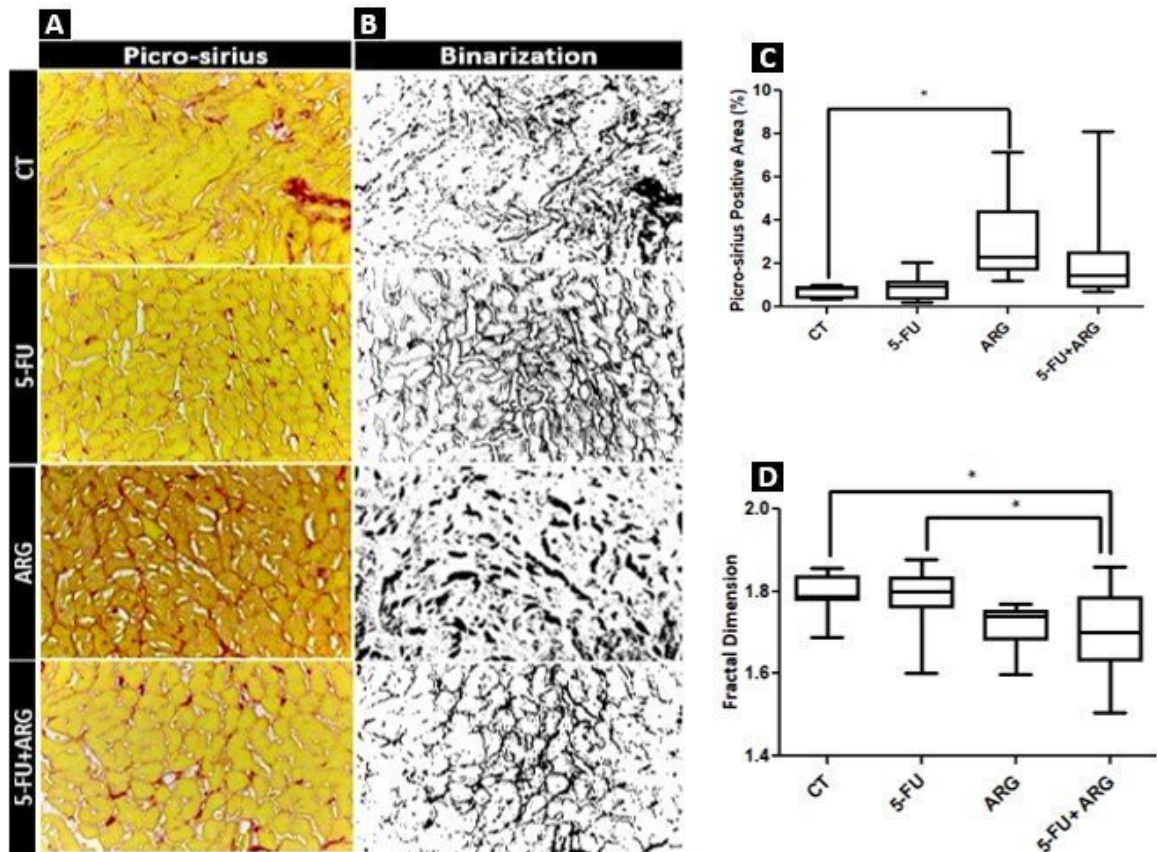 A
B
Picro-sirius
Binarization
CT
5-FU
ARG
5-FU+ARG
C
Picro-sirius Positive Area (%)
10
8
6
4
2
0
*
CT
5-FU
ARG
5-FU+ARG
D
Fractal Dimension
2.0
1.8
1.6
1.4
*
*
CT
5-FU
ARG
5-FU+ ARG